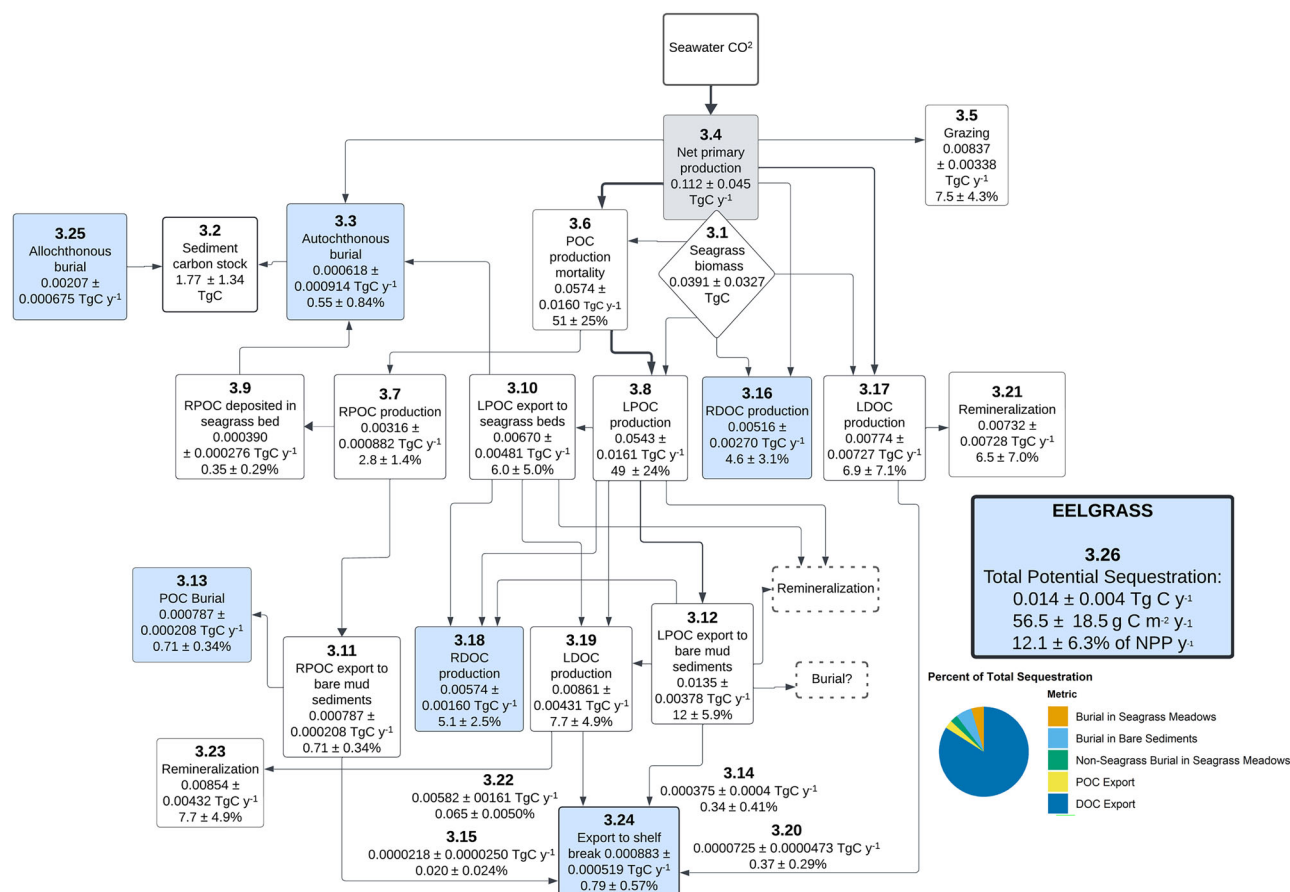 Seawater CO²
3.4
Net primary
production
0.112 ± 0.045
TgC y⁻¹
3.5
Grazing
0.00837
± 0.00338
TgC y⁻¹
7.5 ± 4.3%
3.25
Allochthonous
burial
0.00207 ±
0.000675 TgC y⁻¹
3.2
Sediment
carbon stock
1.77 ± 1.34
TgC
3.3
Autochthonous
burial
0.000618 ±
0.000914 TgC y⁻¹
0.55 ± 0.84%
3.6
POC
production
mortality
0.0574 ±
0.0160 TgC y⁻¹
51 ± 25%
3.1
Seagrass
biomass
0.0391 ± 0.0327
TgC
3.9
RPOC deposited in
seagrass bed
0.000390
± 0.000276 TgC y⁻¹
0.35 ± 0.29%
3.7
RPOC production
0.00316 ±
0.000882 TgC y⁻¹
2.8 ± 1.4%
3.10
LPOC export to
seagrass beds
0.00670 ±
0.00481 TgC y⁻¹
6.0 ± 5.0%
3.8
LPOC
production
0.0543 ±
0.0161 TgC y⁻¹
49 ± 24%
3.16
RDOC production
0.00516 ±
0.00270 TgC y⁻¹
4.6 ± 3.1%
3.17
LDOC
production
0.00774 ±
0.00727 TgC y⁻¹
6.9 ± 7.1%
3.21
Remineralization
0.00732 ±
0.00728 TgC y⁻¹
6.5 ± 7.0%
EELGRASS
3.26
Total Potential Sequestration:
0.014 ± 0.004 Tg C y⁻¹
56.5 ± 18.5 g C m⁻² y⁻¹
12.1 ± 6.3% of NPP y⁻¹
3.13
POC Burial
0.000787 ±
0.000208 TgC y⁻¹
0.71 ± 0.34%
3.11
RPOC export to
bare mud
sediments
0.000787 ±
0.000208 TgC y⁻¹
0.71 ± 0.34%
3.18
RDOC
production
0.00574 ±
0.00160 TgC y⁻¹
5.1 ± 2.5%
3.19
LDOC
production
0.00861 ±
0.00431 TgC y⁻¹
7.7 ± 4.9%
3.12
LPOC export to
bare mud
sediments
0.0135 ±
0.00378 TgC y⁻¹
12 ± 5.9%
Remineralization
Burial?
Percent of Total Sequestration
Metric
Burial in Seagrass Meadows
Burial in Bare Sediments
Non-Seagrass Burial in Seagrass Meadows
POC Export
DOC Export
3.23
Remineralization
0.00854 ±
0.00432 TgC y⁻¹
7.7 ± 4.9%
3.22
0.00582 ± 00161 TgC y⁻¹
0.065 ± 0.0050%
3.14
0.000375 ± 0.0004 TgC y⁻¹
0.34 ± 0.41%
3.15
0.0000218 ± 0.0000250 TgC y⁻¹
0.020 ± 0.024%
3.24
Export to shelf
break 0.000883 ±
0.000519 TgC y⁻¹
0.79 ± 0.57%
3.20
0.0000725 ± 0.0000473 TgC y⁻¹
0.37 ± 0.29%